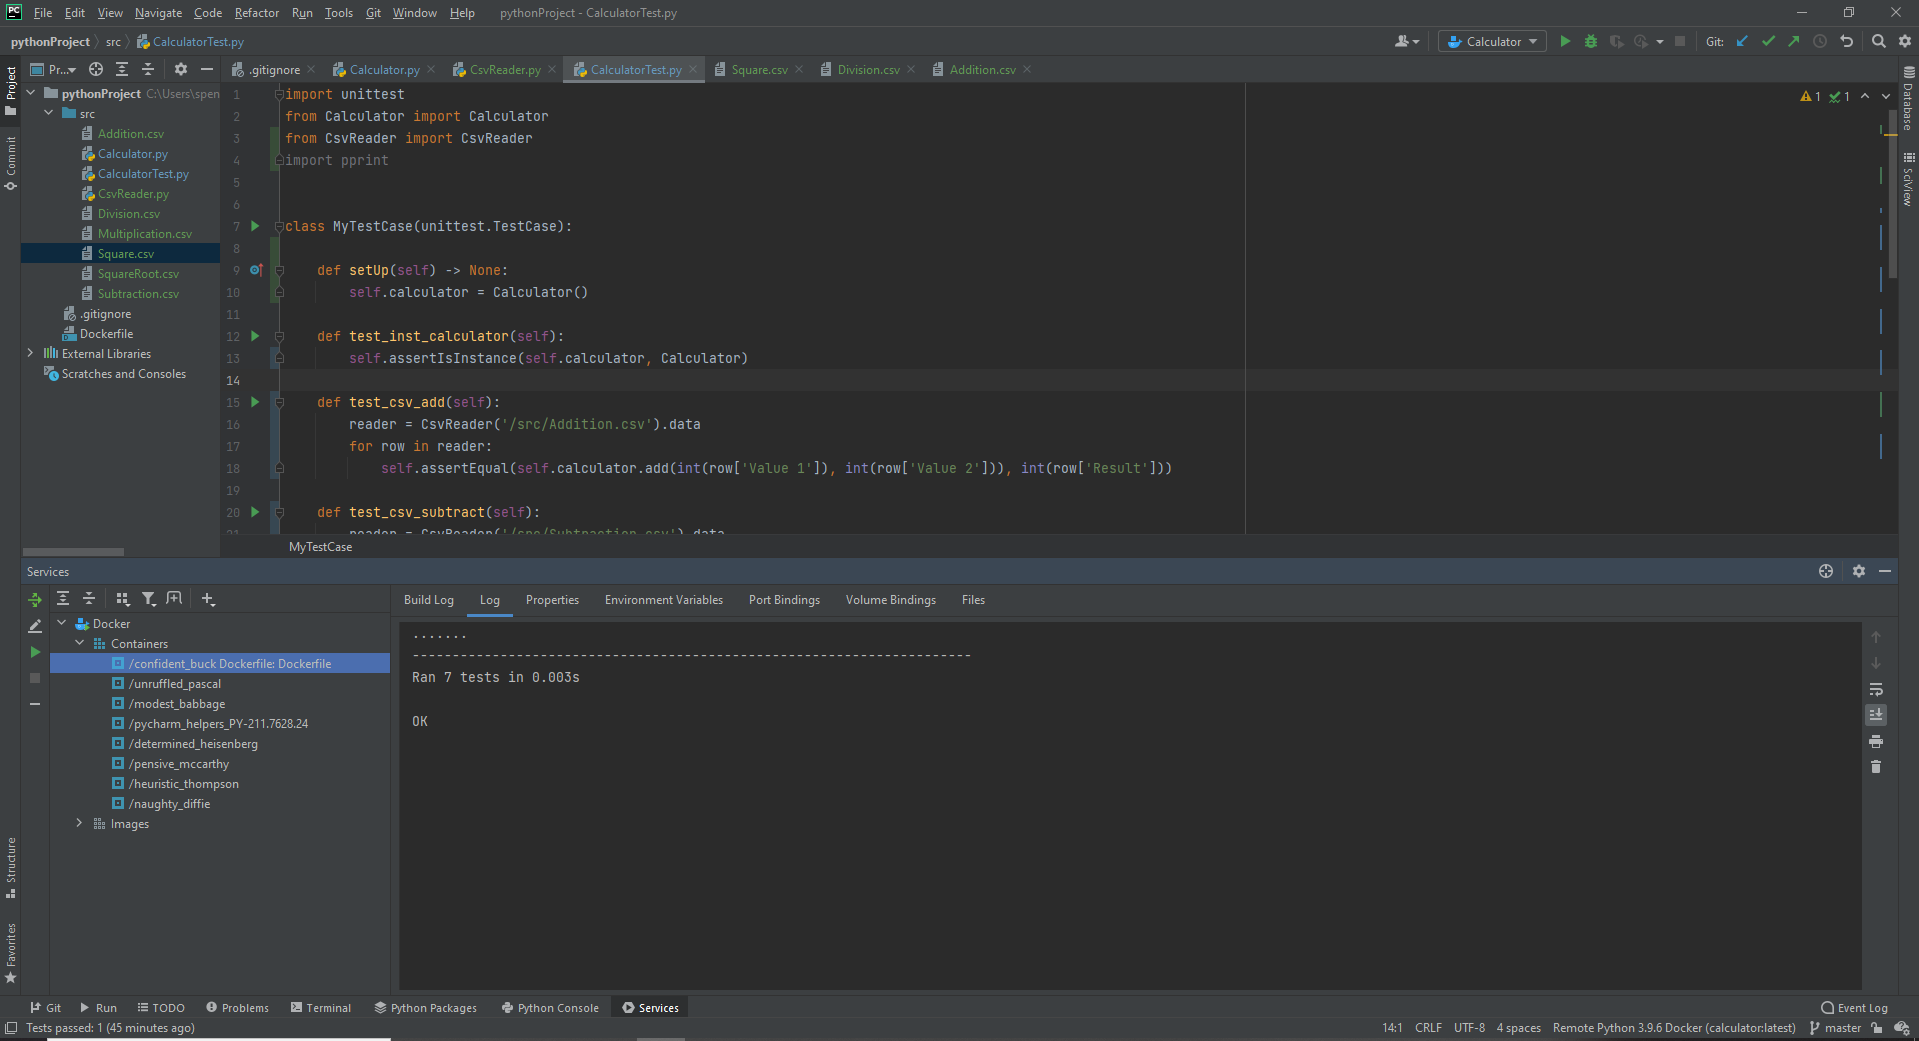 PC File Edit View Navigate Code Refactor Run Tools Git Window Help pythonProject - CalculatorTest.py
pythonProject src CalculatorTest.py Calculator Git:
Project
Commit
Structure
Favorites
Pr...
pythonProject C:\Users\spen
src
Addition.csv
Calculator.py
CalculatorTest.py
CsvReader.py
Division.csv
Multiplication.csv
Square.csv
SquareRoot.csv
Subtraction.csv
.gitignore
Dockerfile
External Libraries
Scratches and Consoles
.gitignore Calculator.py CsvReader.py CalculatorTest.py Square.csv Division.csv Addition.csv
1 1
1 import unittest
2 from Calculator import Calculator
3 from CsvReader import CsvReader
4 import pprint
5
6
7 class MyTestCase(unittest.TestCase):
8
9 def setUp(self) -> None:
10 self.calculator = Calculator()
11
12 def test_inst_calculator(self):
13 self.assertIsInstance(self.calculator, Calculator)
14
15 def test_csv_add(self):
16 reader = CsvReader('/src/Addition.csv').data
17 for row in reader:
18 self.assertEqual(self.calculator.add(int(row['Value 1']), int(row['Value 2'])), int(row['Result']))
19
20 def test_csv_subtract(self):
21 reader = CsvReader('/src/Subtraction.csv').data
MyTestCase
Database
SciView
Services
Docker
Containers
/confident_buck Dockerfile: Dockerfile
/unruffled_pascal
/modest_babbage
/pycharm_helpers_PY-211.7628.24
/determined_heisenberg
/pensive_mccarthy
/heuristic_thompson
/naughty_diffie
Images
Build Log Log Properties Environment Variables Port Bindings Volume Bindings Files
.......
----------------------------------------------------------------------
Ran 7 tests in 0.003s
OK
Git Run TODO Problems Terminal Python Packages Python Console Services Event Log
Tests passed: 1 (45 minutes ago) 14:1 CRLF UTF-8 4 spaces Remote Python 3.9.6 Docker (calculator:latest) master